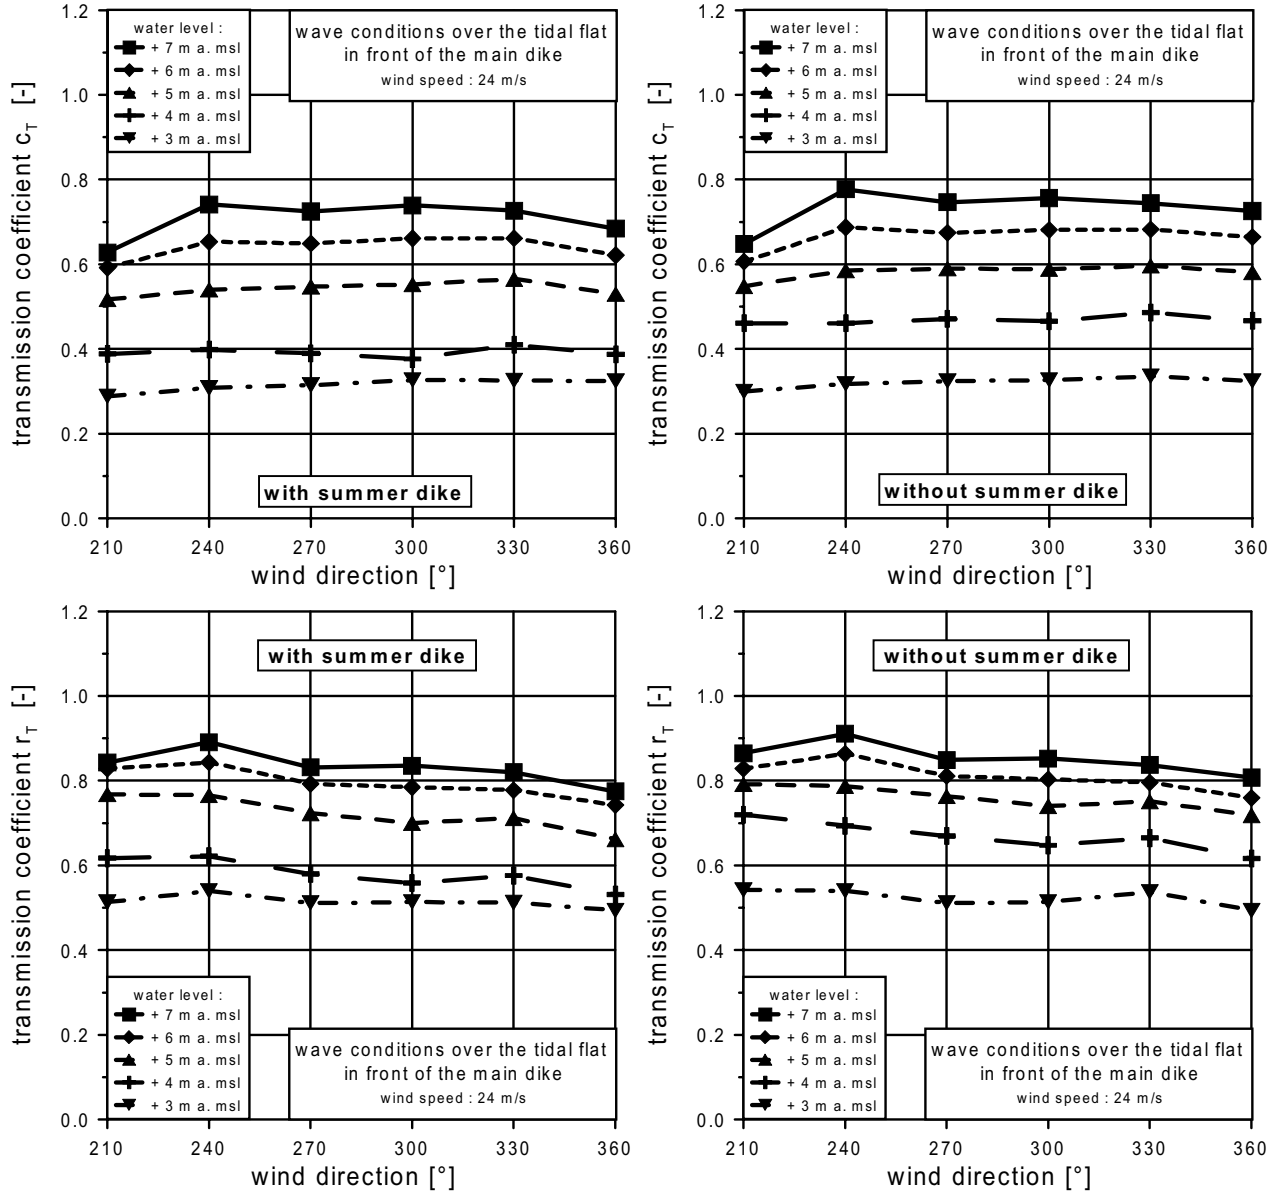 1.2
1.0
0.8
0.6
0.4
0.2
0.0
transmission coefficient c_T [-]
water level :
+ 7 m a. msl
+ 6 m a. msl
+ 5 m a. msl
+ 4 m a. msl
+ 3 m a. msl
wave conditions over the tidal flat
in front of the main dike
wind speed : 24 m/s
with summer dike
210 240 270 300 330 360
wind direction [°]
1.2
1.0
0.8
0.6
0.4
0.2
0.0
transmission coefficient c_T [-]
water level :
+ 7 m a. msl
+ 6 m a. msl
+ 5 m a. msl
+ 4 m a. msl
+ 3 m a. msl
wave conditions over the tidal flat
in front of the main dike
wind speed : 24 m/s
without summer dike
210 240 270 300 330 360
wind direction [°]
1.2
1.0
0.8
0.6
0.4
0.2
0.0
transmission coefficient r_T [-]
with summer dike
water level :
+ 7 m a. msl
+ 6 m a. msl
+ 5 m a. msl
+ 4 m a. msl
+ 3 m a. msl
wave conditions over the tidal flat
in front of the main dike
wind speed : 24 m/s
210 240 270 300 330 360
wind direction [°]
1.2
1.0
0.8
0.6
0.4
0.2
0.0
transmission coefficient r_T [-]
without summer dike
water level :
+ 7 m a. msl
+ 6 m a. msl
+ 5 m a. msl
+ 4 m a. msl
+ 3 m a. msl
wave conditions over the tidal flat
in front of the main dike
wind speed : 24 m/s
210 240 270 300 330 360
wind direction [°]